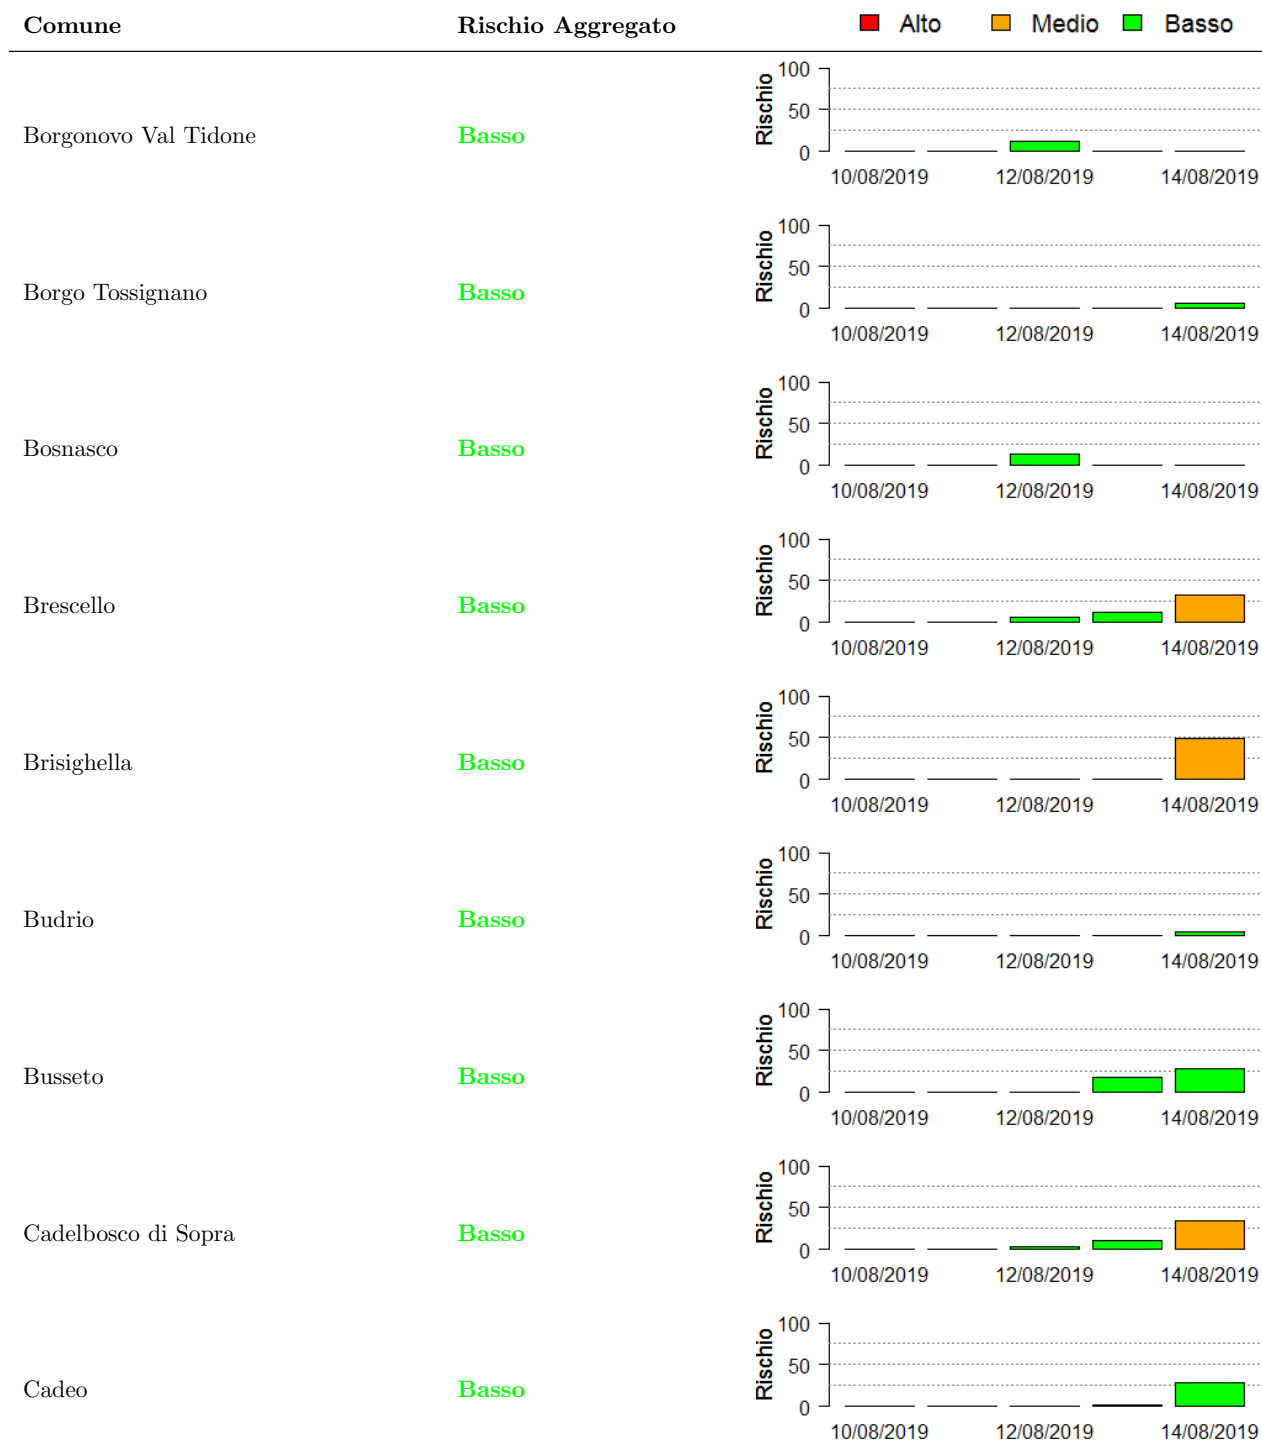 Comune Rischio Aggregato Alto Medio Basso
Borgonovo Val Tidone Basso
Rischio
100
50
0
10/08/2019 12/08/2019 14/08/2019
Borgo Tossignano Basso
Rischio
100
50
0
10/08/2019 12/08/2019 14/08/2019
Bosnasco Basso
Rischio
100
50
0
10/08/2019 12/08/2019 14/08/2019
Brescello Basso
Rischio
100
50
0
10/08/2019 12/08/2019 14/08/2019
Brisighella Basso
Rischio
100
50
0
10/08/2019 12/08/2019 14/08/2019
Budrio Basso
Rischio
100
50
0
10/08/2019 12/08/2019 14/08/2019
Busseto Basso
Rischio
100
50
0
10/08/2019 12/08/2019 14/08/2019
Cadelbosco di Sopra Basso
Rischio
100
50
0
10/08/2019 12/08/2019 14/08/2019
Cadeo Basso
Rischio
100
50
0
10/08/2019 12/08/2019 14/08/2019